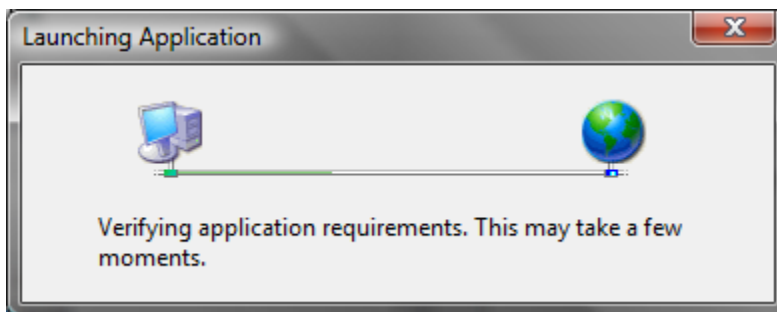 Launching Application
Verifying application requirements. This may take a few
moments.